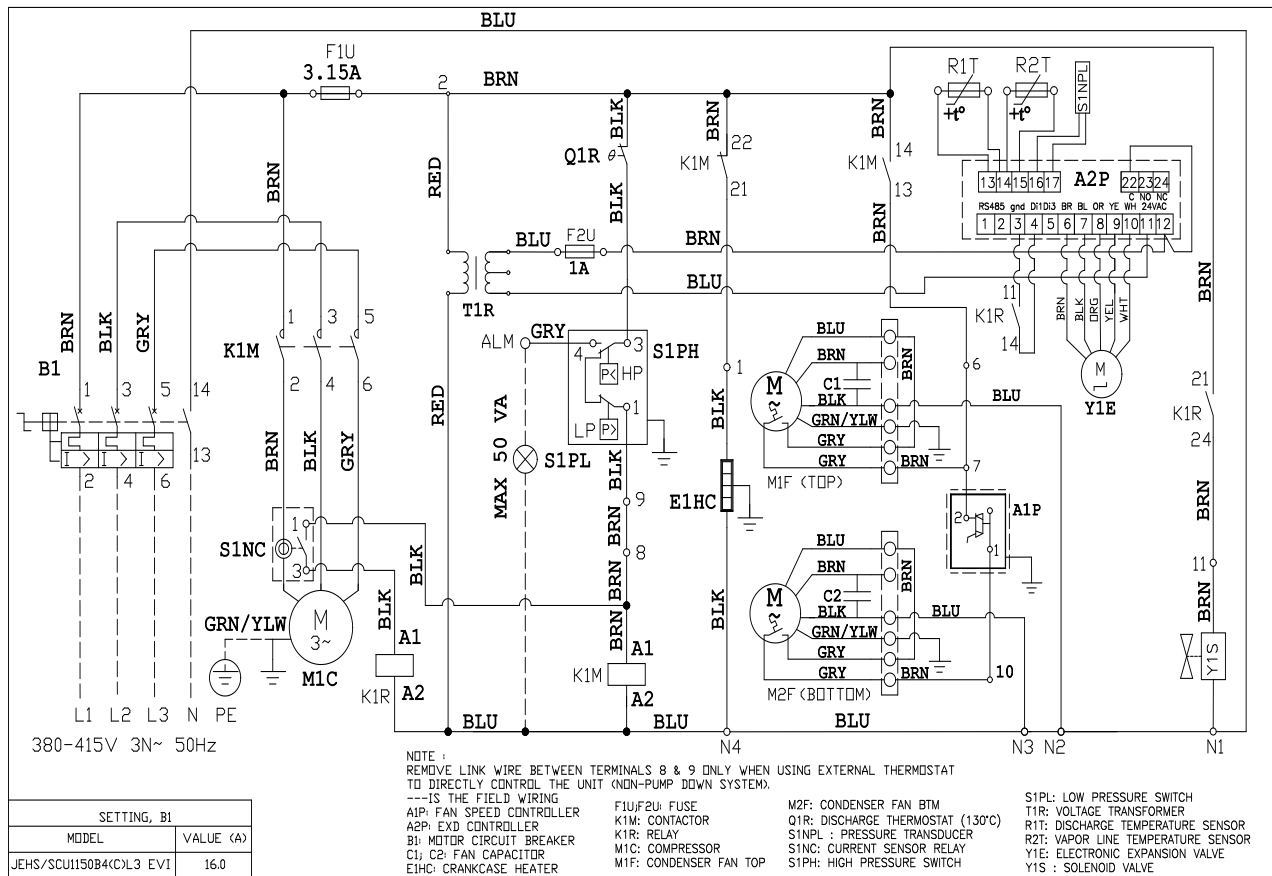 BLU
F1U
3.15A
2
BRN
R1T
R2T
S1NPL
+t°
+t°
BLK
BRN
BRN
22
K1M
21
14
K1M
13
Q1R
θ
BLK
RED
BRN
13 14 15 16 17
A2P
22 23 24
C NO NC
RS485 gnd Di1 Di3 BR BL OR YE WH 24VAC
1 2 3 4 5 6 7 8 9 10 11 12
BLU
F2U
1A
BRN
BLU
T1R
BRN
BRN
11
K1R
14
BRN
BLK
ORG
YEL
WHT
M
Y1E
BRN
BLK
GRY
B1
1 3 5 14
13
2 4 6
I> I> I>
K1M
1 3 5
2 4 6
BRN
BLK
GRY
RED
ALM
GRY
4
3
S1PH
P<
HP
1
LP
P>
MAX 50 VA
S1PL
BLK
9
BRN
8
BRN
BRN
1
BLK
E1HC
BLK
BLU
BRN
C1
BLK
GRN/YLW
GRY
GRY
M
~
M1F (TOP)
BRN
BRN
BLU
6
7
A1P
2
1
BLU
BRN
C2
BLK
GRN/YLW
GRY
GRY
M
~
M2F (BOTTOM)
BRN
BRN
BLU
10
21
K1R
24
BRN
11
BRN
Y1S
S1NC
1
3
GRN/YLW
M
3~
M1C
BLK
BLK
A1
A2
K1R
K1M
A1
A2
BLU
BLU
BLU
N4
N3
N2
N1
L1 L2 L3 N PE
380-415V 3N~ 50Hz
NOTE :
REMOVE LINK WIRE BETWEEN TERMINALS 8 & 9 ONLY WHEN USING EXTERNAL THERMOSTAT
TO DIRECTLY CONTROL THE UNIT (NON-PUMP DOWN SYSTEM).
---IS THE FIELD WIRING
A1P: FAN SPEED CONTROLLER
A2P: EXD CONTROLLER
B1: MOTOR CIRCUIT BREAKER
C1; C2: FAN CAPACITOR
E1HC: CRANKCASE HEATER
F1U;F2U: FUSE
K1M: CONTACTOR
K1R: RELAY
M1C: COMPRESSOR
M1F: CONDENSER FAN TOP
M2F: CONDENSER FAN BTM
Q1R: DISCHARGE THERMOSTAT (130°C)
S1NPL : PRESSURE TRANSDUCER
S1NC: CURRENT SENSOR RELAY
S1PH: HIGH PRESSURE SWITCH
S1PL: LOW PRESSURE SWITCH
T1R: VOLTAGE TRANSFORMER
R1T: DISCHARGE TEMPERATURE SENSOR
R2T: VAPOR LINE TEMPERATURE SENSOR
Y1E: ELECTRONIC EXPANSION VALVE
Y1S : SOLENOID VALVE
SETTING, B1
MODEL VALUE (A)
JEHS/SCU1150B4(C)L3 EVI 16.0